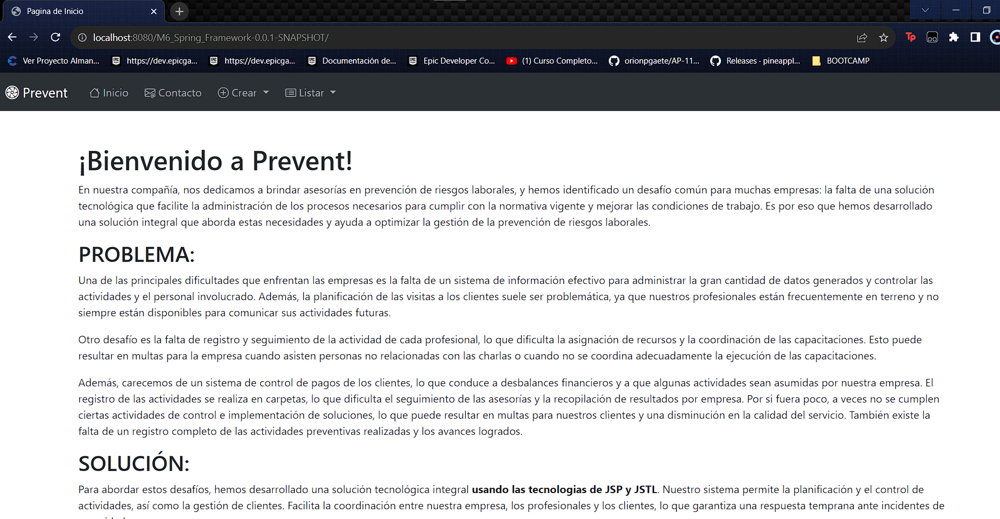 Pagina de Inicio
localhost:8080/M6_Spring_Framework-0.0.1-SNAPSHOT/
Tp
Ver Proyecto Alman... https://dev.epicga... https://dev.epicga... Documentación de... Epic Developer Co... (1) Curso Completo... orionpgaete/AP-11... Releases · pineappl... BOOTCAMP
Prevent Inicio Contacto Crear Listar
¡Bienvenido a Prevent!
En nuestra compañía, nos dedicamos a brindar asesorías en prevención de riesgos laborales, y hemos identificado un desafío común para muchas empresas: la falta de una solución
tecnológica que facilite la administración de los procesos necesarios para cumplir con la normativa vigente y mejorar las condiciones de trabajo. Es por eso que hemos desarrollado
una solución integral que aborda estas necesidades y ayuda a optimizar la gestión de la prevención de riesgos laborales.
PROBLEMA:
Una de las principales dificultades que enfrentan las empresas es la falta de un sistema de información efectivo para administrar la gran cantidad de datos generados y controlar las
actividades y el personal involucrado. Además, la planificación de las visitas a los clientes suele ser problemática, ya que nuestros profesionales están frecuentemente en terreno y no
siempre están disponibles para comunicar sus actividades futuras.
Otro desafío es la falta de registro y seguimiento de la actividad de cada profesional, lo que dificulta la asignación de recursos y la coordinación de las capacitaciones. Esto puede
resultar en multas para la empresa cuando asisten personas no relacionadas con las charlas o cuando no se coordina adecuadamente la ejecución de las capacitaciones.
Además, carecemos de un sistema de control de pagos de los clientes, lo que conduce a desbalances financieros y a que algunas actividades sean asumidas por nuestra empresa. El
registro de las actividades se realiza en carpetas, lo que dificulta el seguimiento de las asesorías y la recopilación de resultados por empresa. Por si fuera poco, a veces no se cumplen
ciertas actividades de control e implementación de soluciones, lo que puede resultar en multas para nuestros clientes y una disminución en la calidad del servicio. También existe la
falta de un registro completo de las actividades preventivas realizadas y los avances logrados.
SOLUCIÓN:
Para abordar estos desafíos, hemos desarrollado una solución tecnológica integral usando las tecnologias de JSP y JSTL. Nuestro sistema permite la planificación y el control de
actividades, así como la gestión de clientes. Facilita la coordinación entre nuestra empresa, los profesionales y los clientes, lo que garantiza una respuesta temprana ante incidentes de